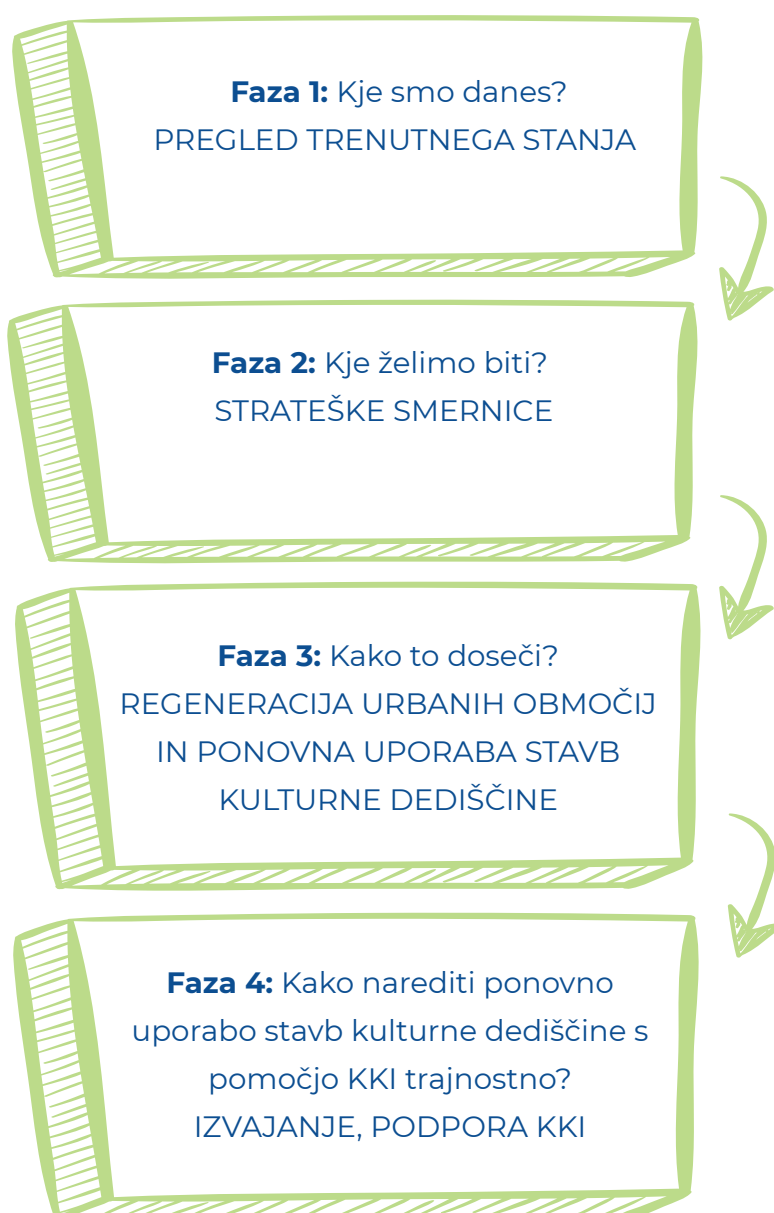 Faza 1: Kje smo danes?
PREGLED TRENUTNEGA STANJA
Faza 2: Kje želimo biti?
STRATEŠKE SMERNICE
Faza 3: Kako to doseči?
REGENERACIJA URBANIH OBMOČIJ
IN PONOVNA UPORABA STAVB
KULTURNE DEDIŠČINE
Faza 4: Kako narediti ponovno
uporabo stavb kulturne dediščine s
pomočjo KKI trajnostno?
IZVAJANJE, PODPORA KKI